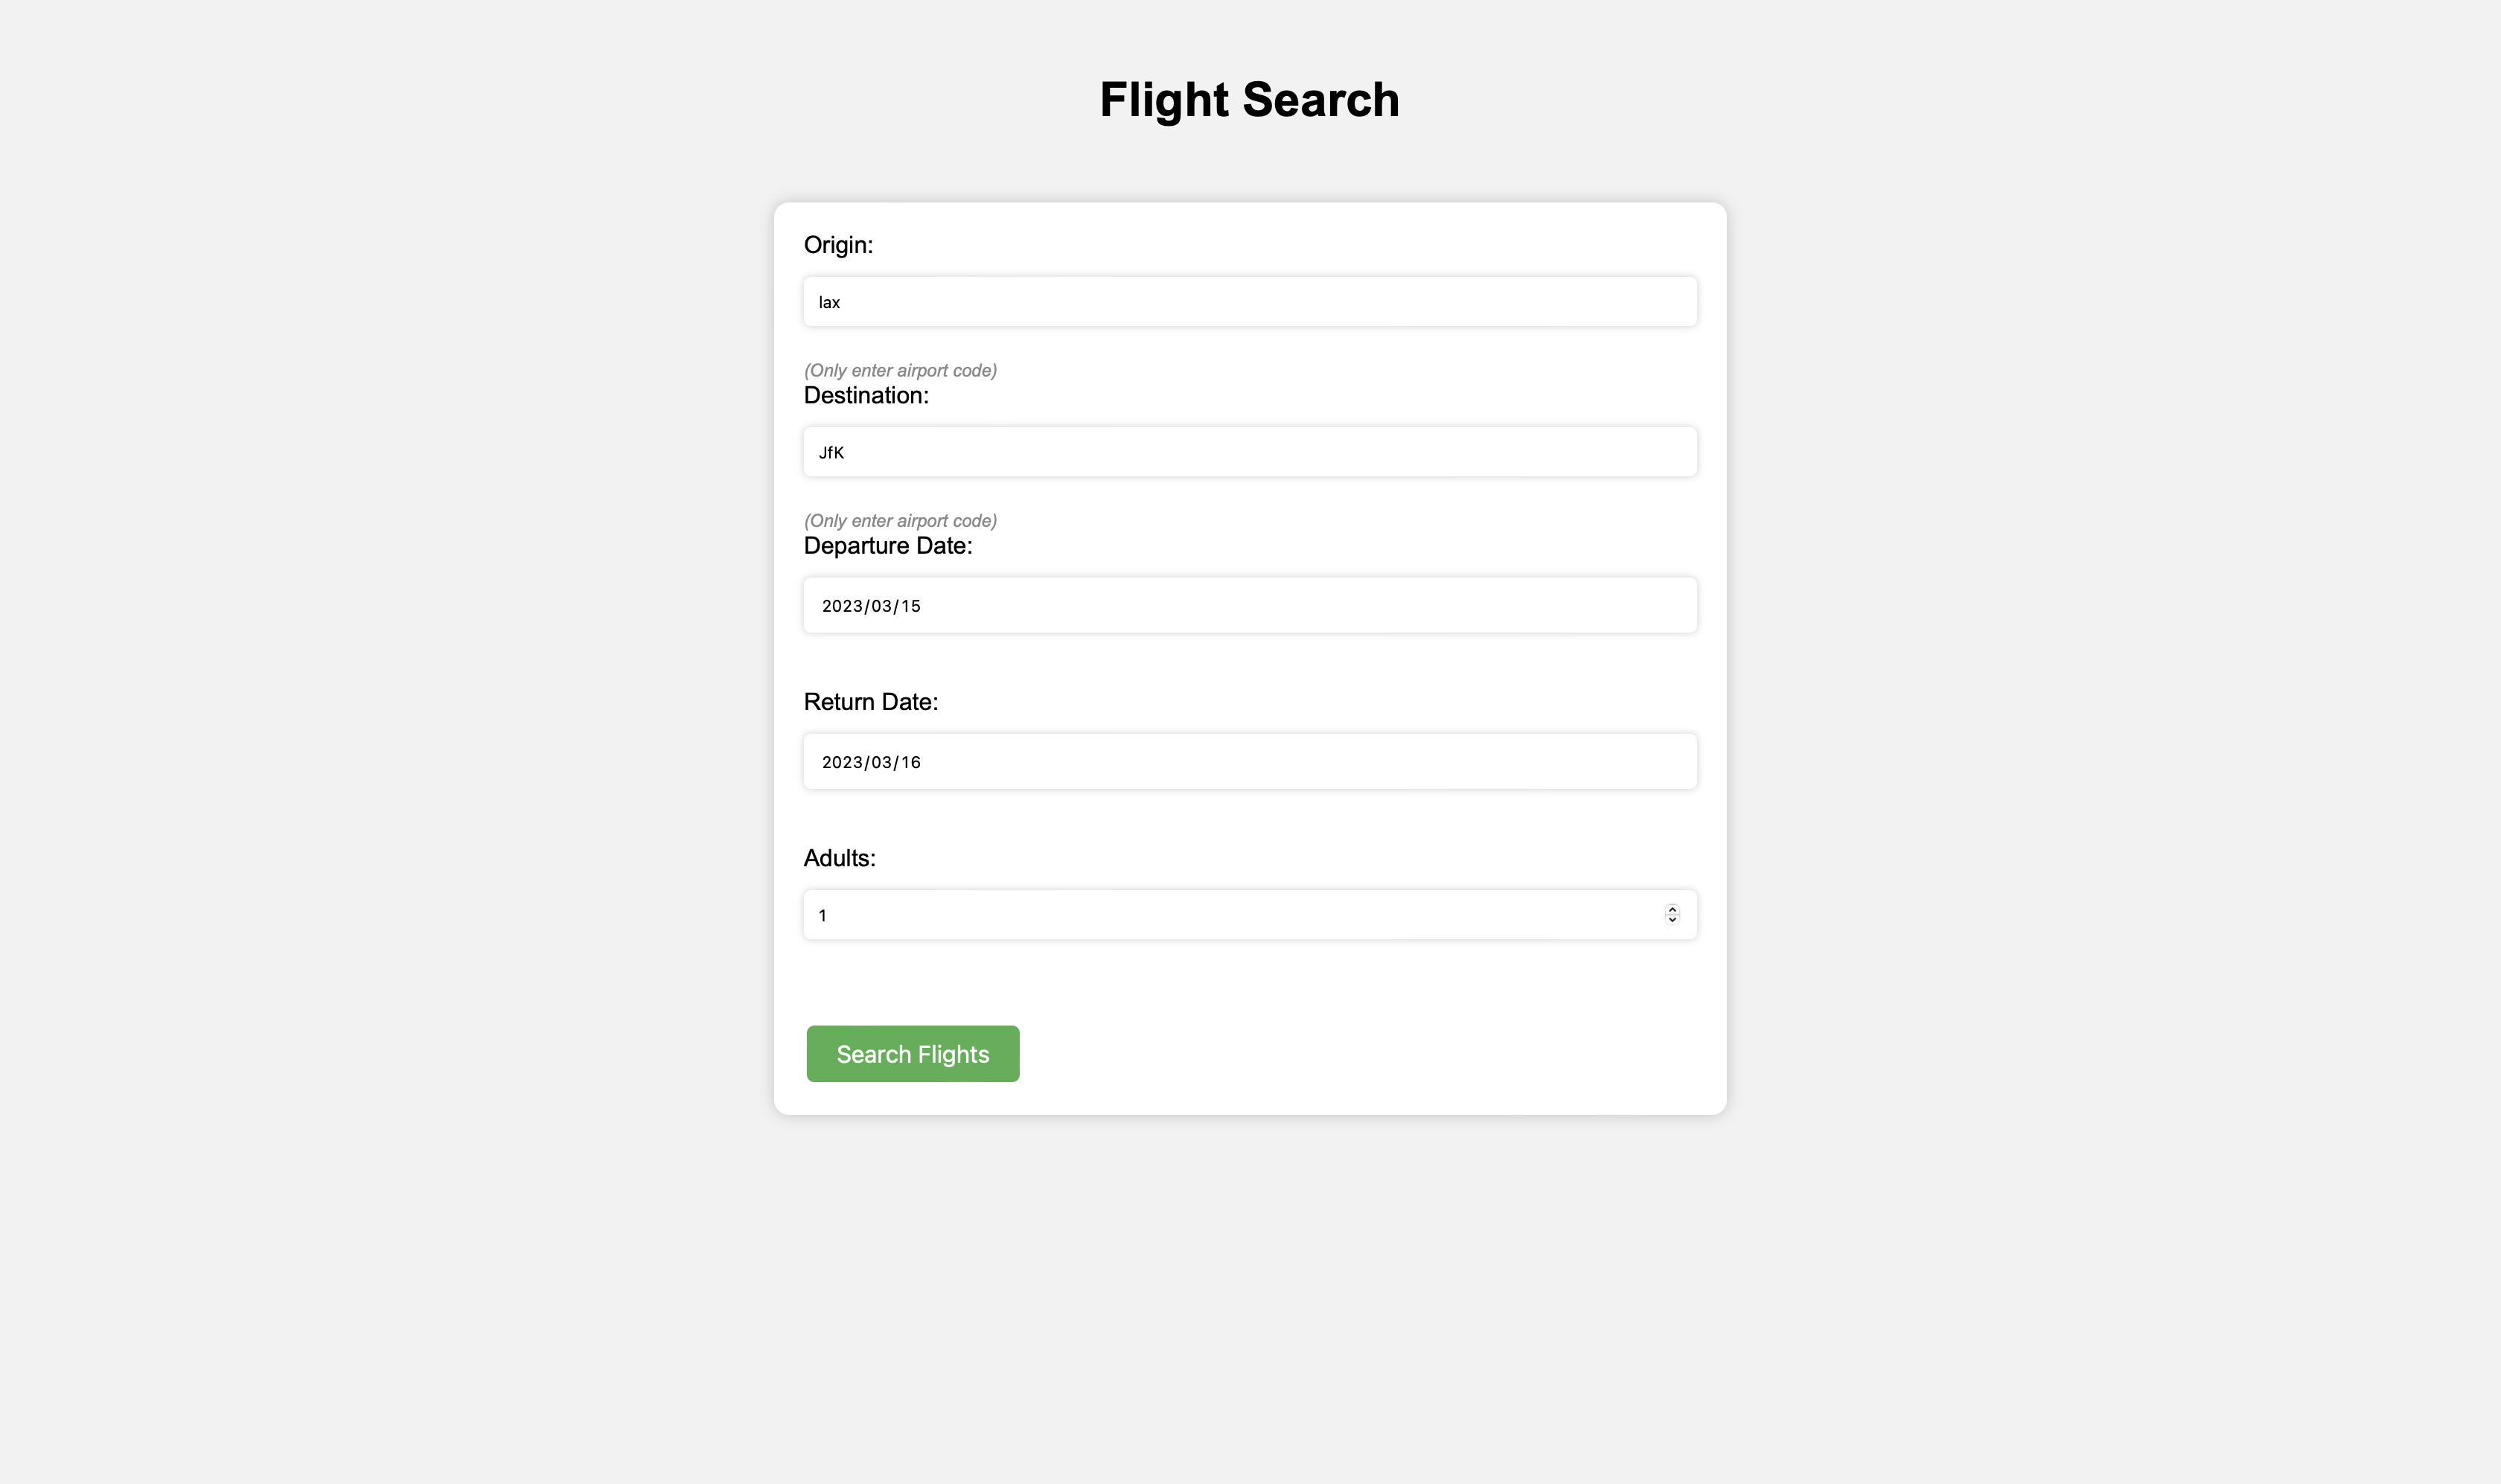 Flight Search
Origin:
lax
(Only enter airport code)
Destination:
JfK
(Only enter airport code)
Departure Date:
2023/03/15
Return Date:
2023/03/16
Adults:
1
Search Flights